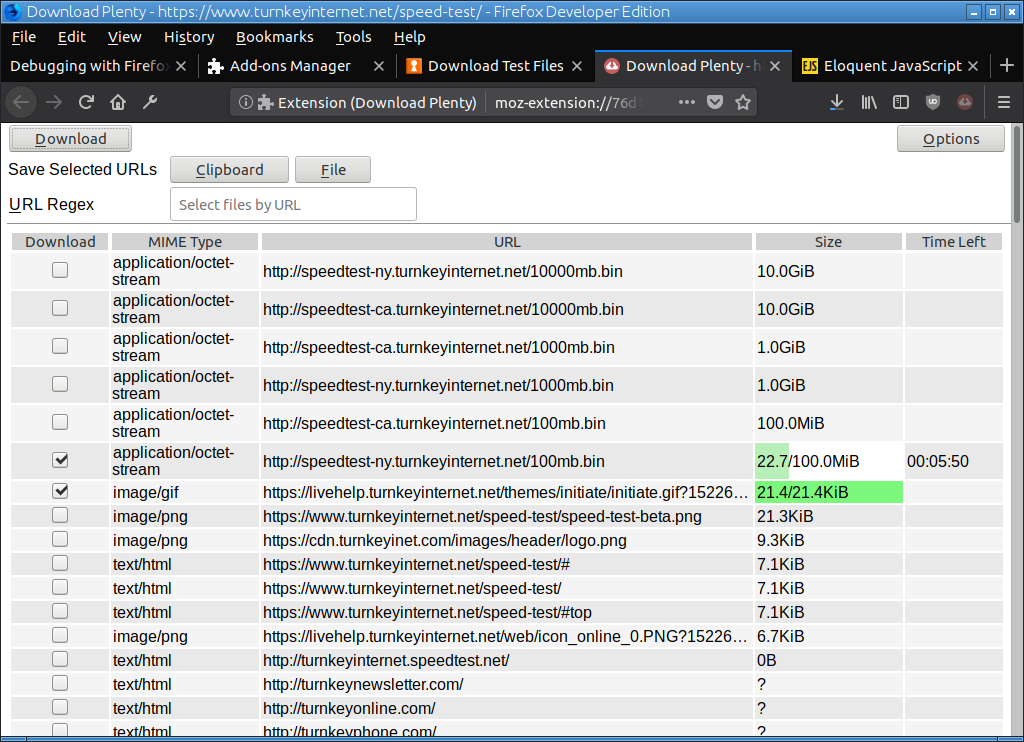 Download Plenty - https://www.turnkeyinternet.net/speed-test/ - Firefox Developer Edition
File Edit View History Bookmarks Tools Help
Debugging with Firefo Add-ons Manager Download Test Files Download Plenty - h Eloquent JavaScript
Extension (Download Plenty) moz-extension://76d1
Download Options
Save Selected URLs Clipboard File
URL Regex Select files by URL
Download MIME Type URL Size Time Left
application/octet-
stream http://speedtest-ny.turnkeyinternet.net/10000mb.bin 10.0GiB
application/octet-
stream http://speedtest-ca.turnkeyinternet.net/10000mb.bin 10.0GiB
application/octet-
stream http://speedtest-ca.turnkeyinternet.net/1000mb.bin 1.0GiB
application/octet-
stream http://speedtest-ny.turnkeyinternet.net/1000mb.bin 1.0GiB
application/octet-
stream http://speedtest-ca.turnkeyinternet.net/100mb.bin 100.0MiB
application/octet-
stream http://speedtest-ny.turnkeyinternet.net/100mb.bin 22.7/100.0MiB 00:05:50
image/gif https://livehelp.turnkeyinternet.net/themes/initiate/initiate.gif?15226... 21.4/21.4KiB
image/png https://www.turnkeyinternet.net/speed-test/speed-test-beta.png 21.3KiB
image/png https://cdn.turnkeyinet.com/images/header/logo.png 9.3KiB
text/html https://www.turnkeyinternet.net/speed-test/# 7.1KiB
text/html https://www.turnkeyinternet.net/speed-test/ 7.1KiB
text/html https://www.turnkeyinternet.net/speed-test/#top 7.1KiB
image/png https://livehelp.turnkeyinternet.net/web/icon_online_0.PNG?15226... 6.7KiB
text/html http://turnkeyinternet.speedtest.net/ 0B
text/html http://turnkeynewsletter.com/ ?
text/html http://turnkeyonline.com/ ?
text/html http://turnkeyphone.com/ ?